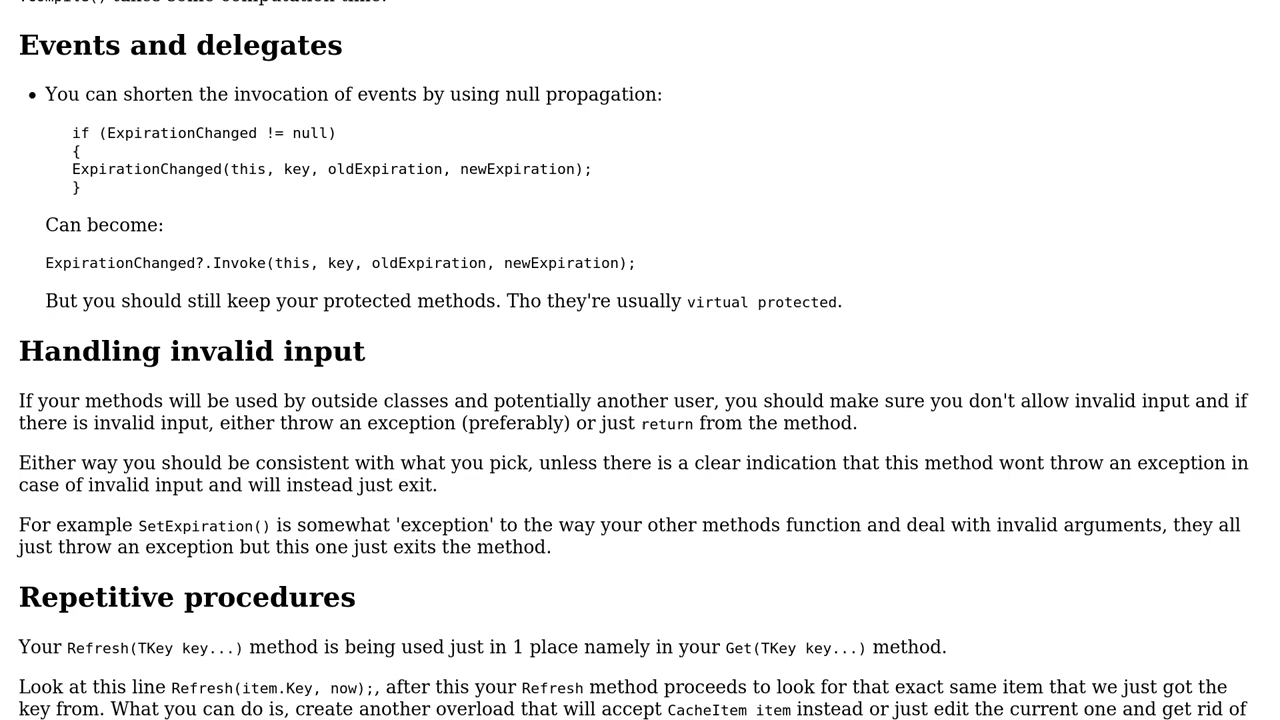 Events and delegates
• You can shorten the invocation of events by using null propagation:
if (ExpirationChanged != null)
{
ExpirationChanged(this, key, oldExpiration, newExpiration);
}
Can become:
ExpirationChanged?.Invoke(this, key, oldExpiration, newExpiration);
But you should still keep your protected methods. Tho they're usually virtual protected.
Handling invalid input
If your methods will be used by outside classes and potentially another user, you should make sure you don't allow invalid input and if
there is invalid input, either throw an exception (preferably) or just return from the method.
Either way you should be consistent with what you pick, unless there is a clear indication that this method wont throw an exception in
case of invalid input and will instead just exit.
For example SetExpiration() is somewhat 'exception' to the way your other methods function and deal with invalid arguments, they all
just throw an exception but this one just exits the method.
Repetitive procedures
Your Refresh(TKey key...) method is being used just in 1 place namely in your Get(TKey key...) method.
Look at this line Refresh(item.Key, now);, after this your Refresh method proceeds to look for that exact same item that we just got the
key from. What you can do is, create another overload that will accept CacheItem item instead or just edit the current one and get rid of